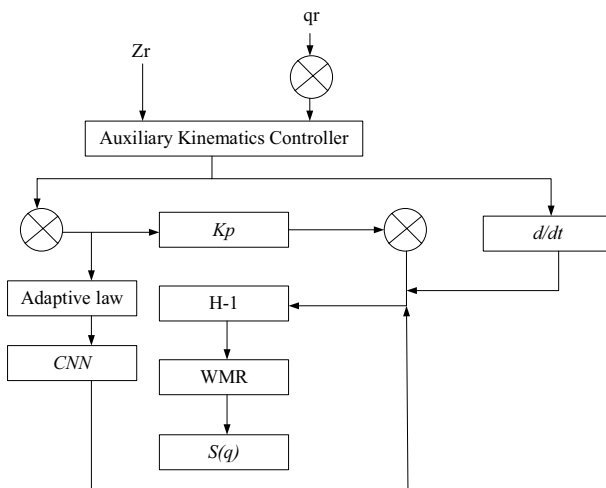 qr
Zr
Auxiliary Kinematics Controller
Kp
d/dt
Adaptive law
H-1
CNN
WMR
S(q)